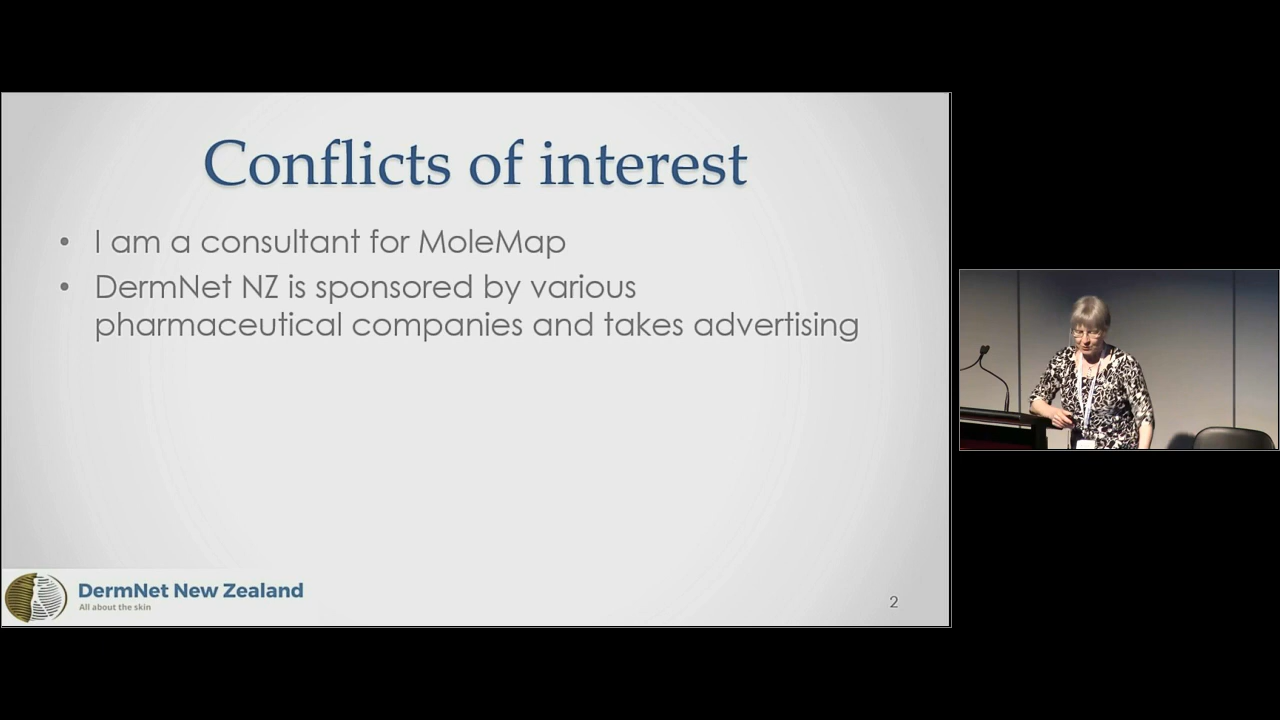 Conflicts of interest
• I am a consultant for MoleMap
• DermNet NZ is sponsored by various
pharmaceutical companies and takes advertising
DermNet New Zealand
All about the skin
2